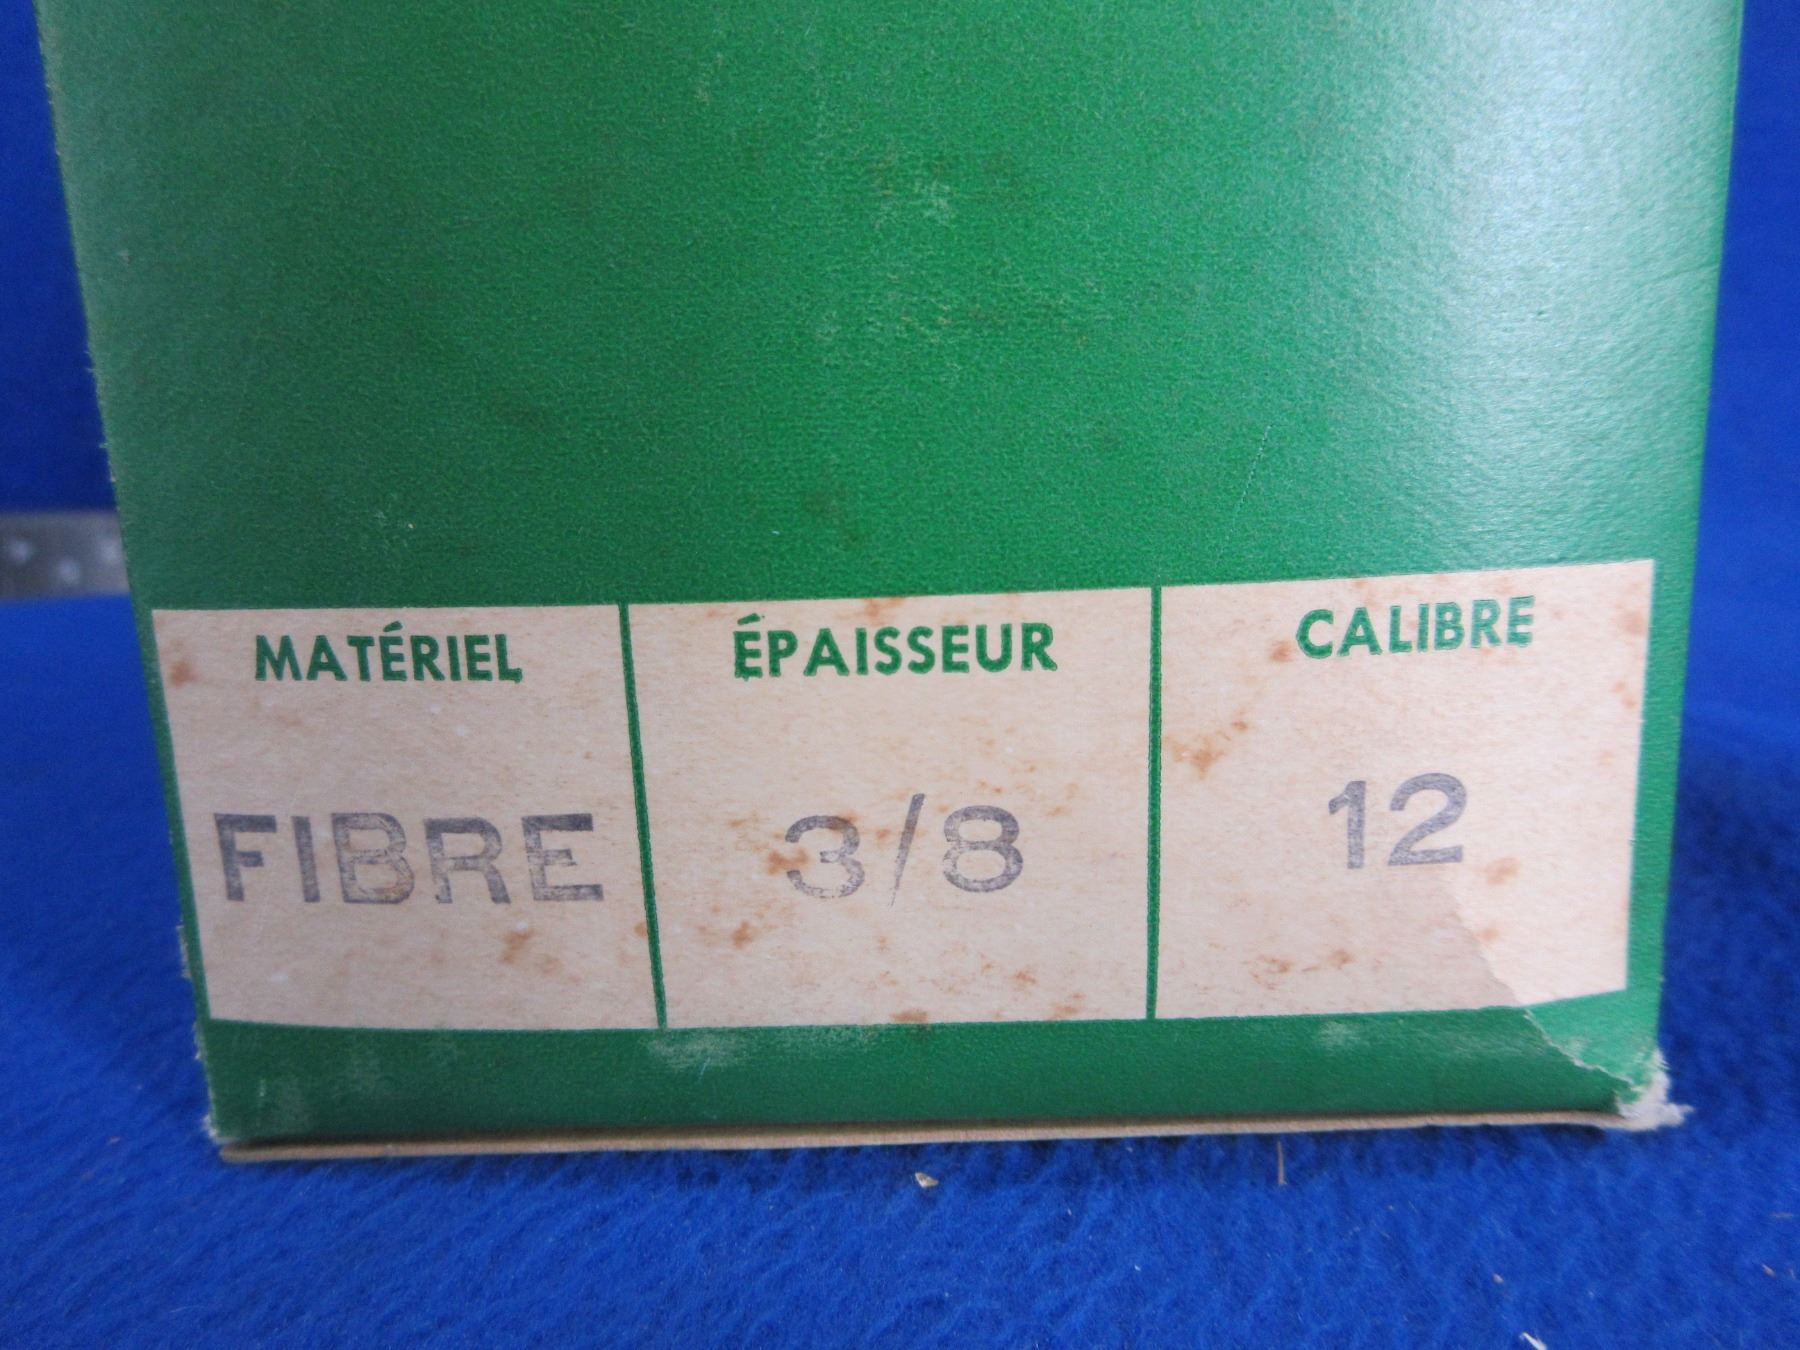 MATÉRIEL ÉPAISSEUR CALIBRE
FIBRE 3/8 12